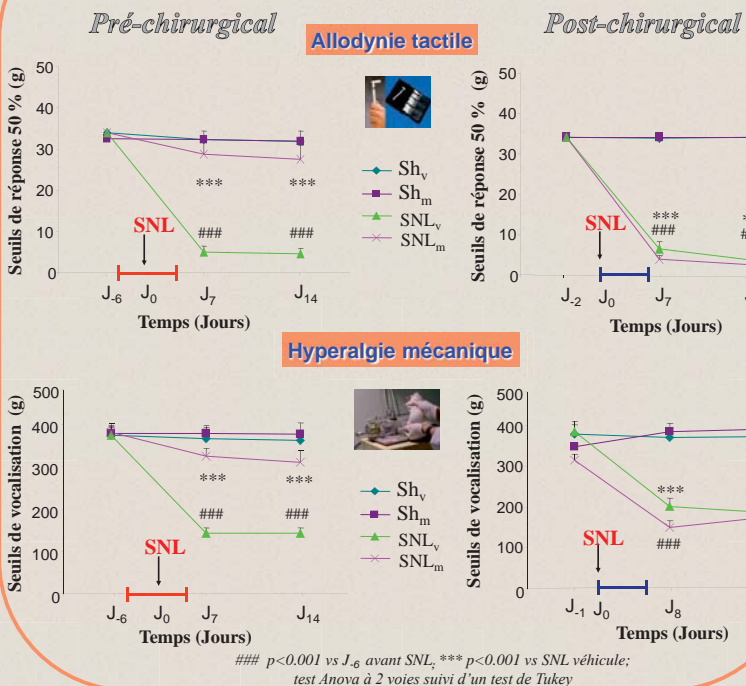 Pré-chirurgical
Post-chirurgical
Allodynie tactile
Seuils de réponse 50 % (g)
50
40
30
20
10
0
***
***
SNL
###
###
J-6 J0 J7 J14
Temps (Jours)
Shv
Shm
SNLv
SNLm
Seuils de réponse 50 % (g)
50
40
30
20
10
0
SNL
***
###
J-2 J0 J7
Temps (Jours)
Hyperalgie mécanique
Seuils de vocalisation (g)
500
400
300
200
100
0
***
***
###
###
SNL
J-6 J0 J7 J14
Temps (Jours)
Shv
Shm
SNLv
SNLm
Seuils de vocalisation (g)
500
400
300
200
100
0
***
SNL
###
J-1 J0 J8
Temps (Jours)
### p<0.001 vs J-6 avant SNL, *** p<0.001 vs SNL véhicule;
test Anova à 2 voies suivi d'un test de Tukey